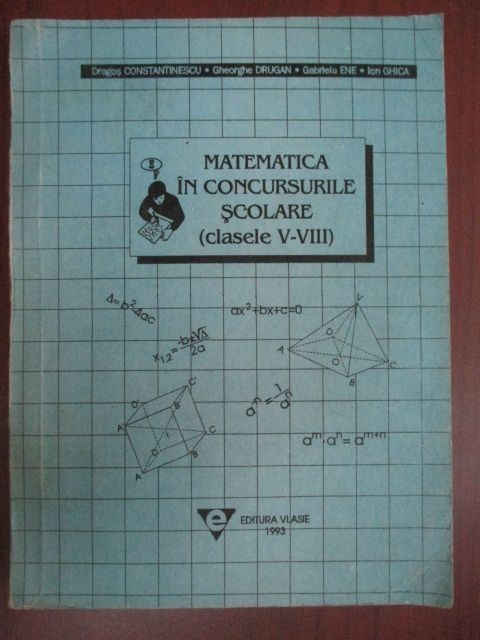 Dragoș CONSTANTINESCU • Gheorghe DRUGAN • Gabriela ENE • Ion GHICA
MATEMATICA
ÎN CONCURSURILE
ȘCOLARE
(clasele V-VIII)
Δ=b²-4ac
ax²+bx+c=0
x₁,₂=-b±√Δ/2a
V
A
D
O
B
C
aⁿ=1/aⁿ
aᵐ·aⁿ=aᵐ⁺ⁿ
D'
C'
A'
B'
C
D
B
A
e
EDITURA VLASIE
1993